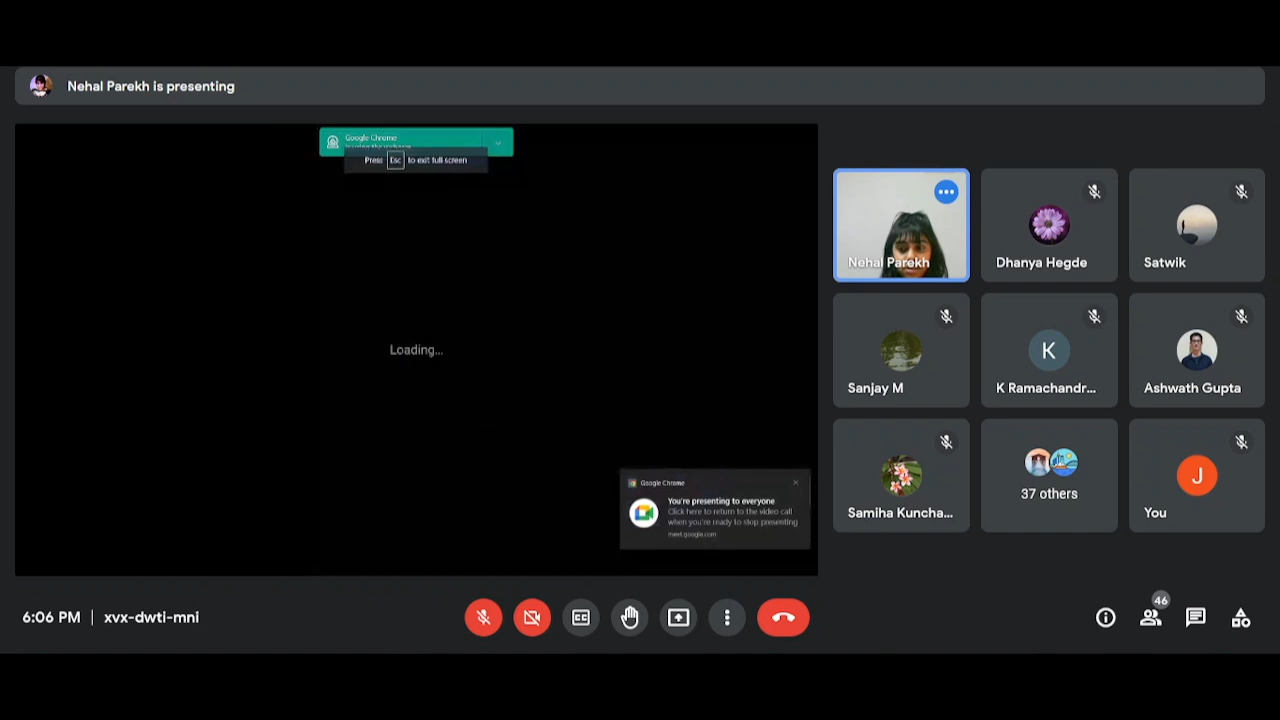 Nehal Parekh is presenting
Google Chrome
Press Esc to exit full screen
Loading...
Google Chrome
You're presenting to everyone
Click here to return to the video call
when you're ready to stop presenting
meet.google.com
Nehal Parekh
Dhanya Hegde
Satwik
Sanjay M
K
K Ramachandr...
Ashwath Gupta
Samiha Kuncha...
37 others
J
You
6:06 PM | xvx-dwti-mni
CC
46